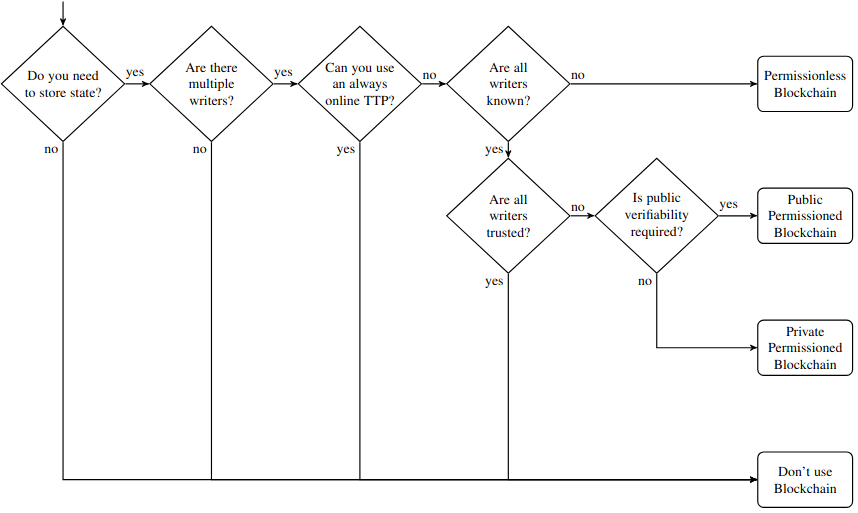 Do you need
to store state?
yes
no
Are there
multiple
writers?
yes
no
Can you use
an always
online TTP?
no
yes
Are all
writers
known?
no
yes
Permissionless
Blockchain
Are all
writers
trusted?
no
yes
Is public
verifiability
required?
yes
no
Public
Permissioned
Blockchain
Private
Permissioned
Blockchain
Don’t use
Blockchain